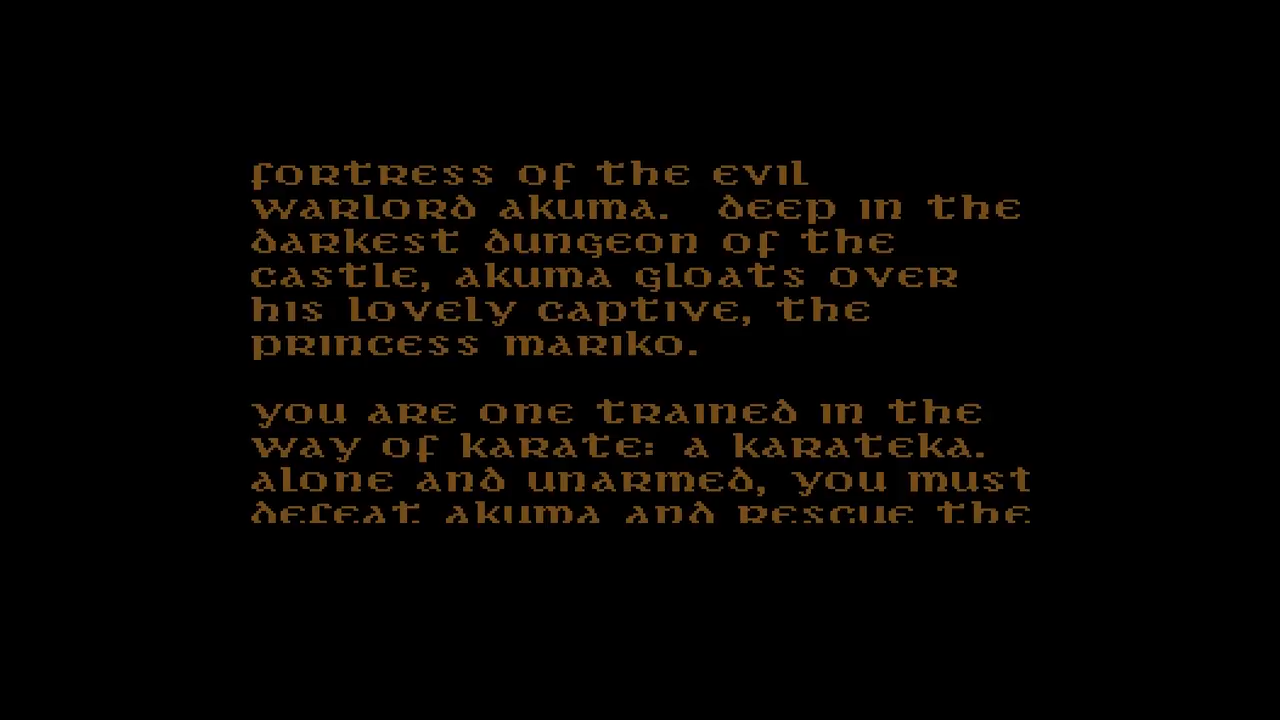 fortress of the evil
warlord akuma.  deep in the
darkest dungeon of the
castle, akuma gloats over
his lovely captive, the
princess mariko.
you are one trained in the
way of karate: a karateka.
alone and unarmed, you must
defeat akuma and rescue the